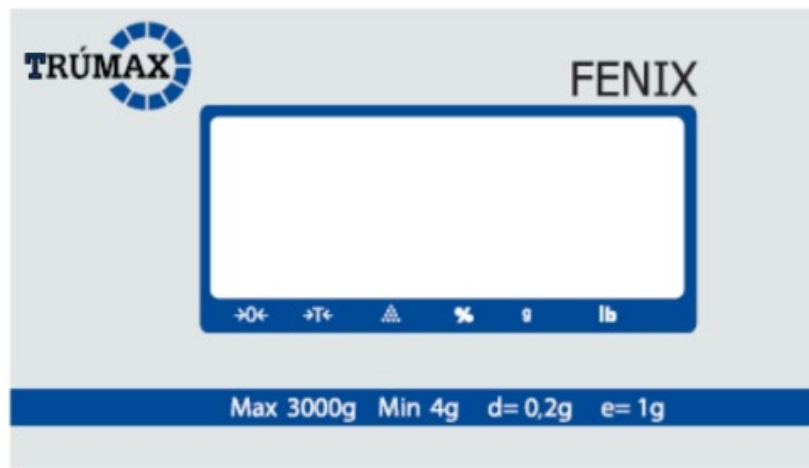 TRÚMAX
FENIX
→0← →T← % g lb
Max 3000g Min 4g d= 0,2g e= 1g